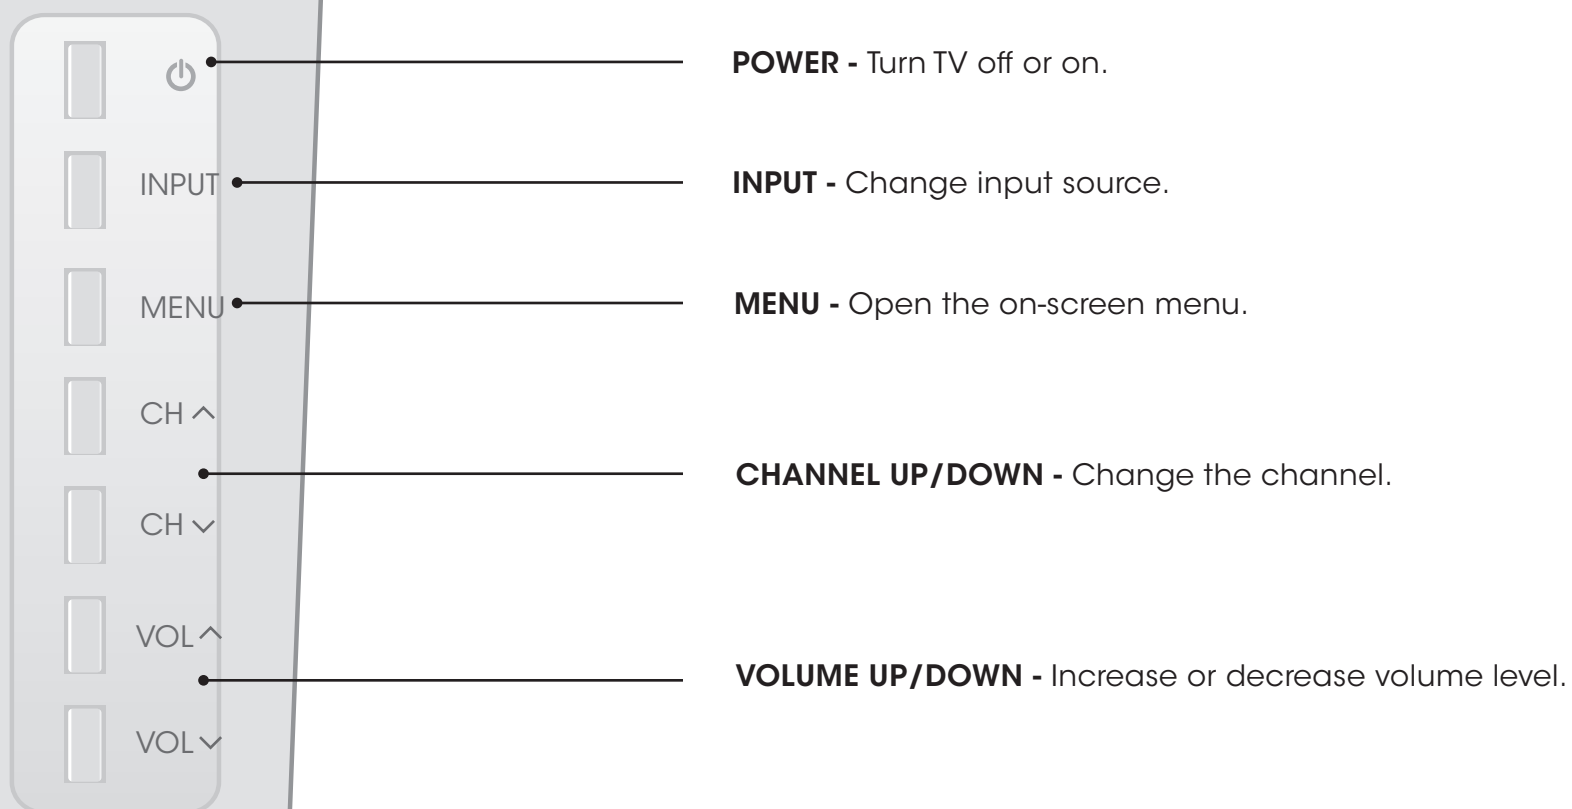 POWER - Turn TV off or on.
INPUT
INPUT - Change input source.
MENU
MENU - Open the on-screen menu.
CH
CHANNEL UP/DOWN - Change the channel.
CH
VOL
VOLUME UP/DOWN - Increase or decrease volume level.
VOL